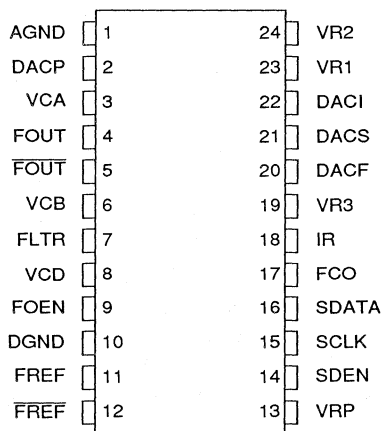 AGND 1 24 VR2
DACP 2 23 VR1
VCA 3 22 DACI
FOUT 4 21 DACS
F̅O̅U̅T̅ 5 20 DACF
VCB 6 19 VR3
FLTR 7 18 IR
VCD 8 17 FCO
FOEN 9 16 SDATA
DGND 10 15 SCLK
FREF 11 14 SDEN
F̅R̅E̅F̅ 12 13 VRP